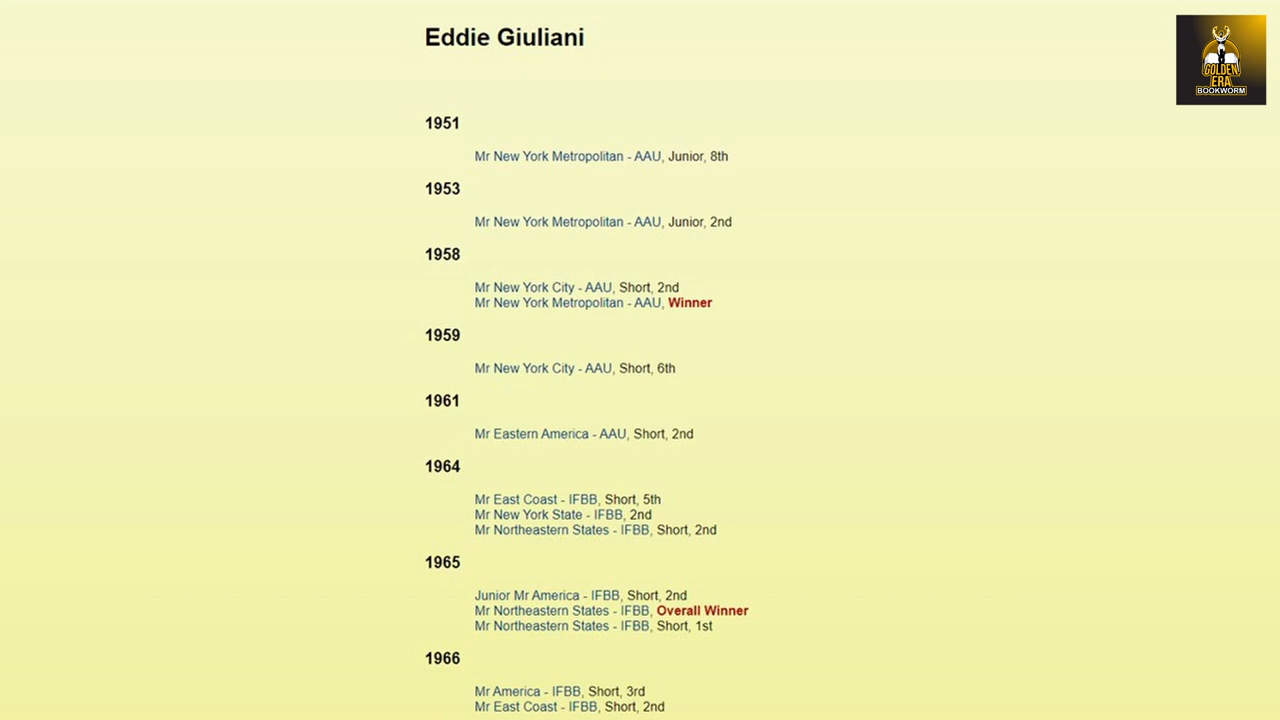 Eddie Giuliani
GOLDEN
ERA
BOOKWORM
1951
Mr New York Metropolitan - AAU, Junior, 8th
1953
Mr New York Metropolitan - AAU, Junior, 2nd
1958
Mr New York City - AAU, Short, 2nd
Mr New York Metropolitan - AAU, Winner
1959
Mr New York City - AAU, Short, 6th
1961
Mr Eastern America - AAU, Short, 2nd
1964
Mr East Coast - IFBB, Short, 5th
Mr New York State - IFBB, 2nd
Mr Northeastern States - IFBB, Short, 2nd
1965
Junior Mr America - IFBB, Short, 2nd
Mr Northeastern States - IFBB, Overall Winner
Mr Northeastern States - IFBB, Short, 1st
1966
Mr America - IFBB, Short, 3rd
Mr East Coast - IFBB, Short, 2nd